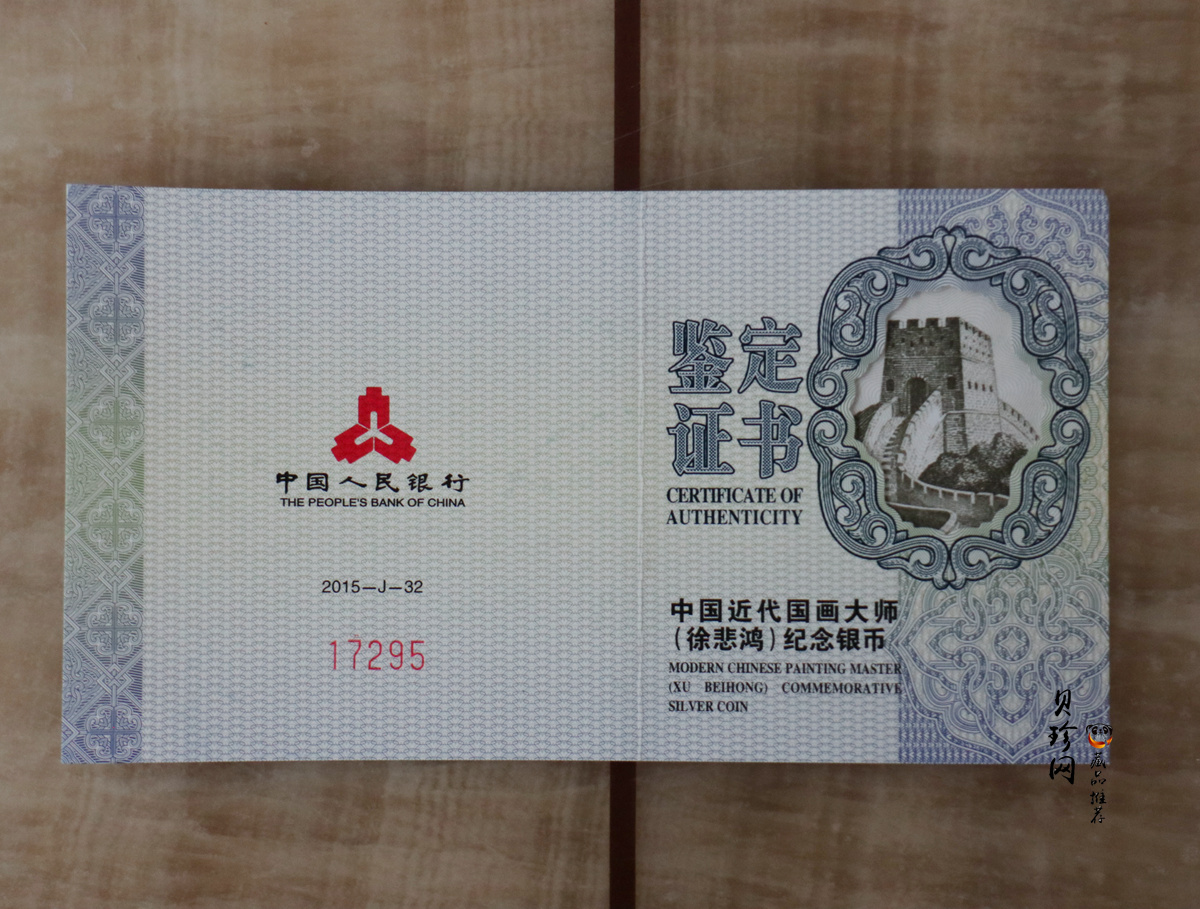 中国人民银行
THE PEOPLE'S BANK OF CHINA
2015—J—32
17295
鉴定
证书
CERTIFICATE OF
AUTHENTICITY
中国近代国画大师
（徐悲鸿）纪念银币
MODERN CHINESE PAINTING MASTER
(XU BEIHONG) COMMEMORATIVE
SILVER COIN
贝珍网
藏品推荐